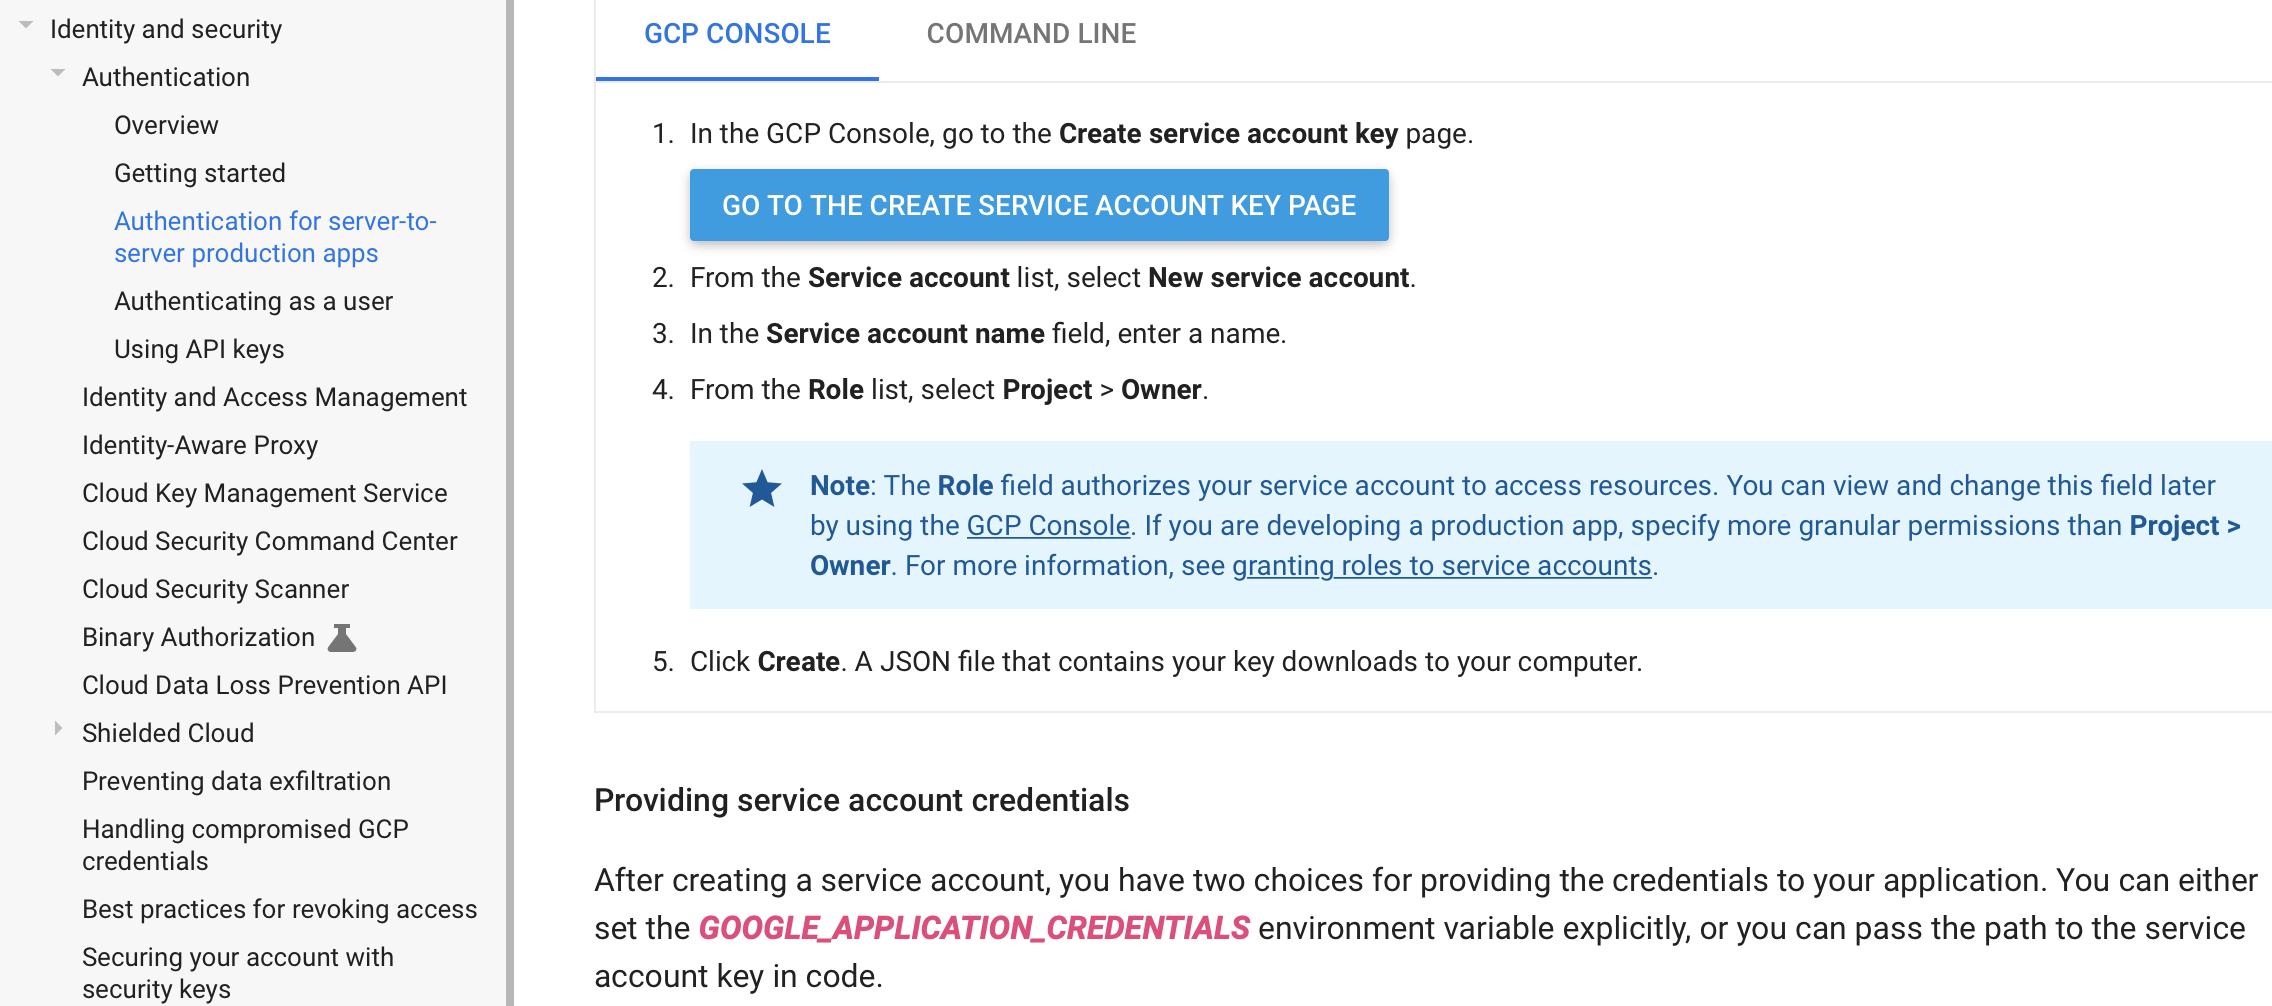 Identity and security
Authentication
Overview
Getting started
Authentication for server-to-
server production apps
Authenticating as a user
Using API keys
Identity and Access Management
Identity-Aware Proxy
Cloud Key Management Service
Cloud Security Command Center
Cloud Security Scanner
Binary Authorization
Cloud Data Loss Prevention API
Shielded Cloud
Preventing data exfiltration
Handling compromised GCP
credentials
Best practices for revoking access
Securing your account with
security keys
GCP CONSOLE
COMMAND LINE
1. In the GCP Console, go to the Create service account key page.
GO TO THE CREATE SERVICE ACCOUNT KEY PAGE
2. From the Service account list, select New service account.
3. In the Service account name field, enter a name.
4. From the Role list, select Project > Owner.
Note: The Role field authorizes your service account to access resources. You can view and change this field later
by using the GCP Console. If you are developing a production app, specify more granular permissions than Project >
Owner. For more information, see granting roles to service accounts.
5. Click Create. A JSON file that contains your key downloads to your computer.
Providing service account credentials
After creating a service account, you have two choices for providing the credentials to your application. You can either
set the GOOGLE_APPLICATION_CREDENTIALS environment variable explicitly, or you can pass the path to the service
account key in code.